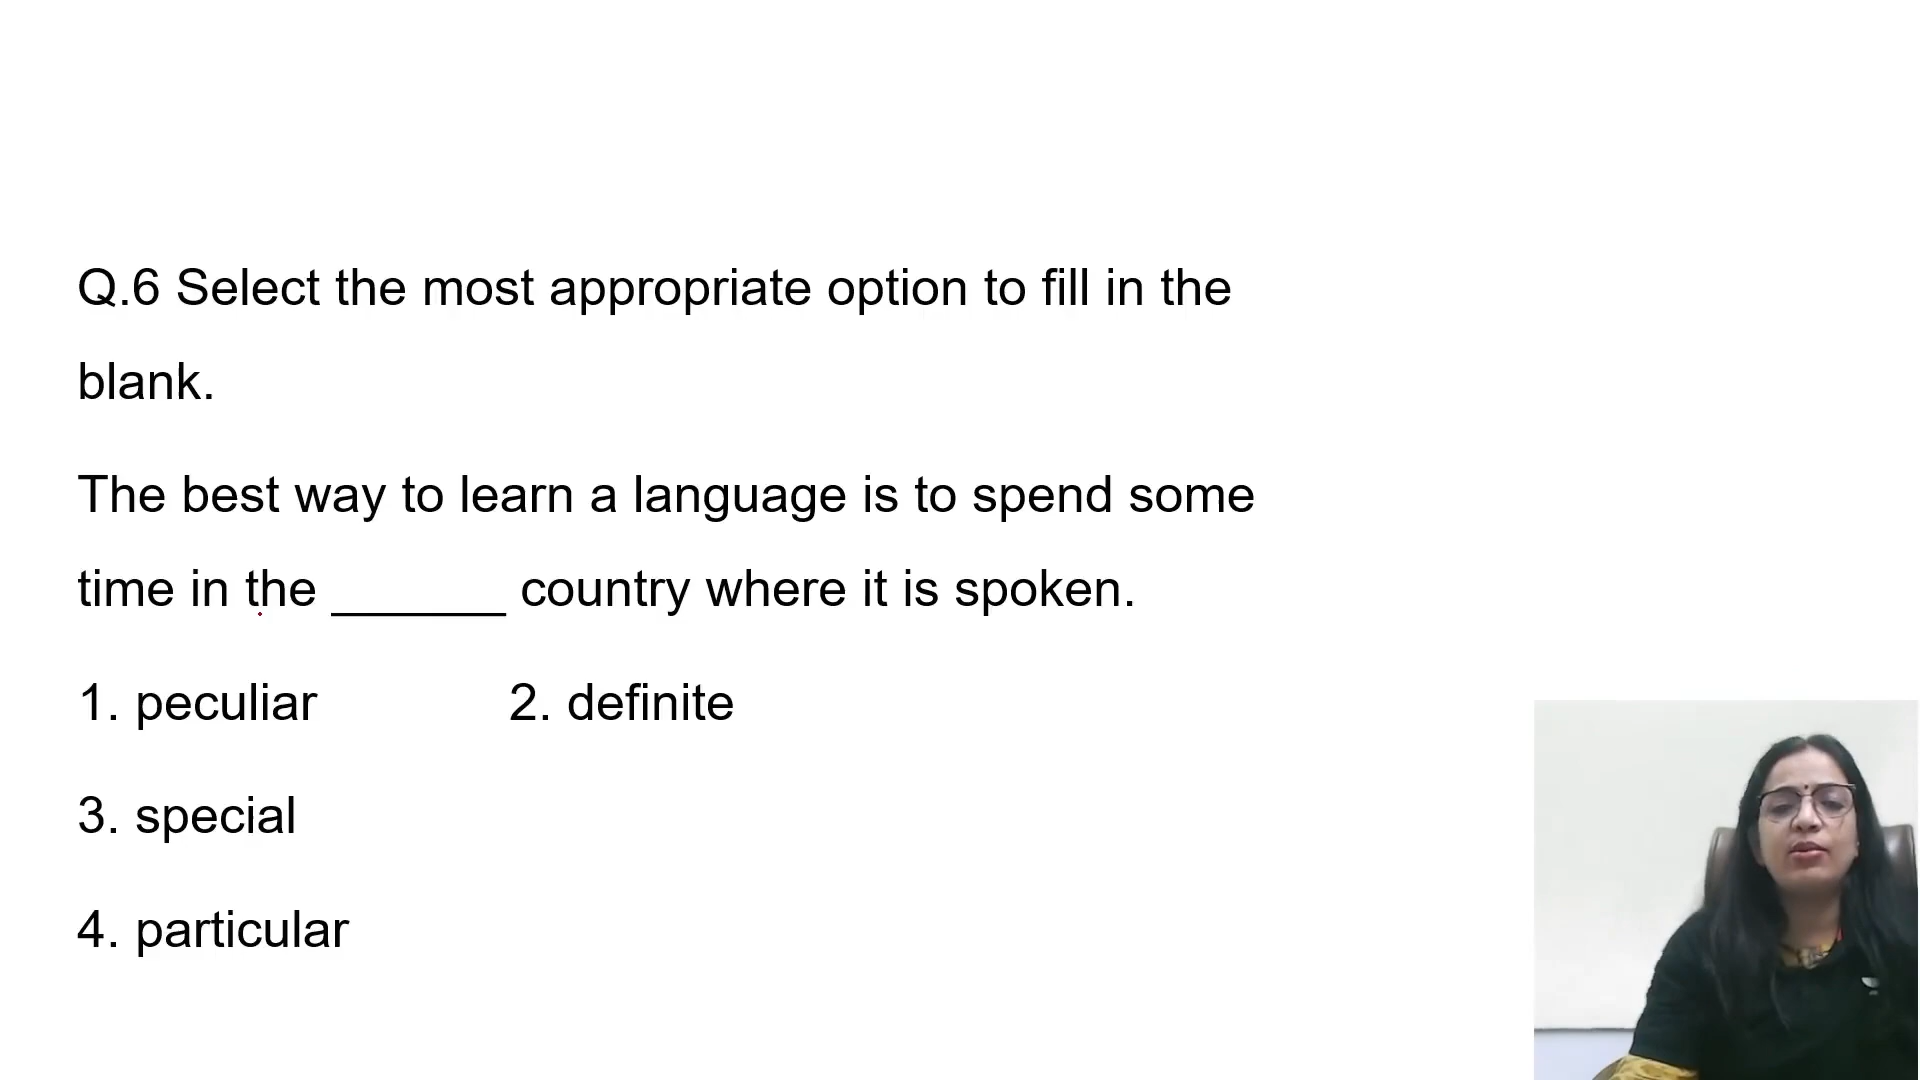 Q.6 Select the most appropriate option to fill in the
blank.
The best way to learn a language is to spend some
time in the ______ country where it is spoken.
1. peculiar 2. definite
3. special
4. particular